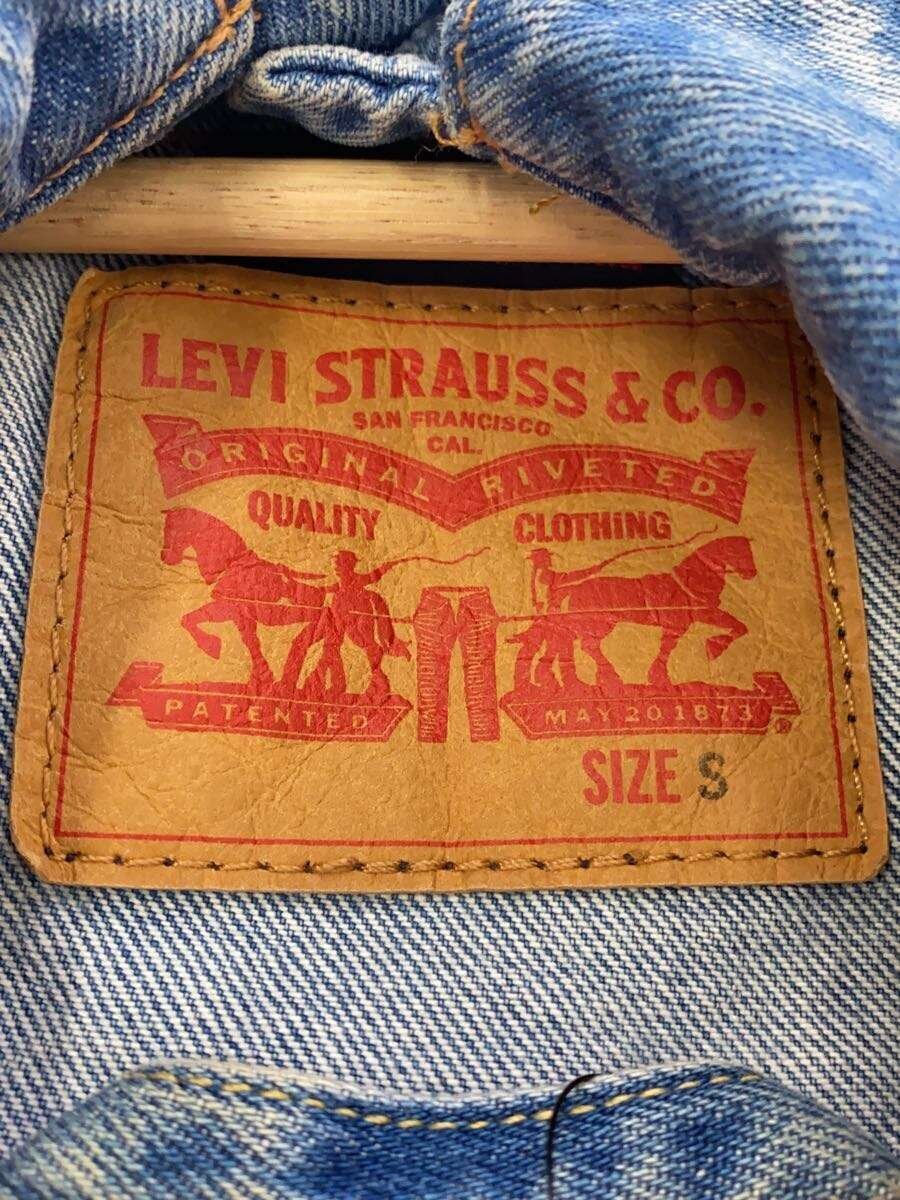 LEVI STRAUSS & CO.
SAN FRANCISCO
CAL.
ORIGINAL RIVETED
QUALITY CLOTHING
PATENTED MAY 20 1873 ®
SIZE S